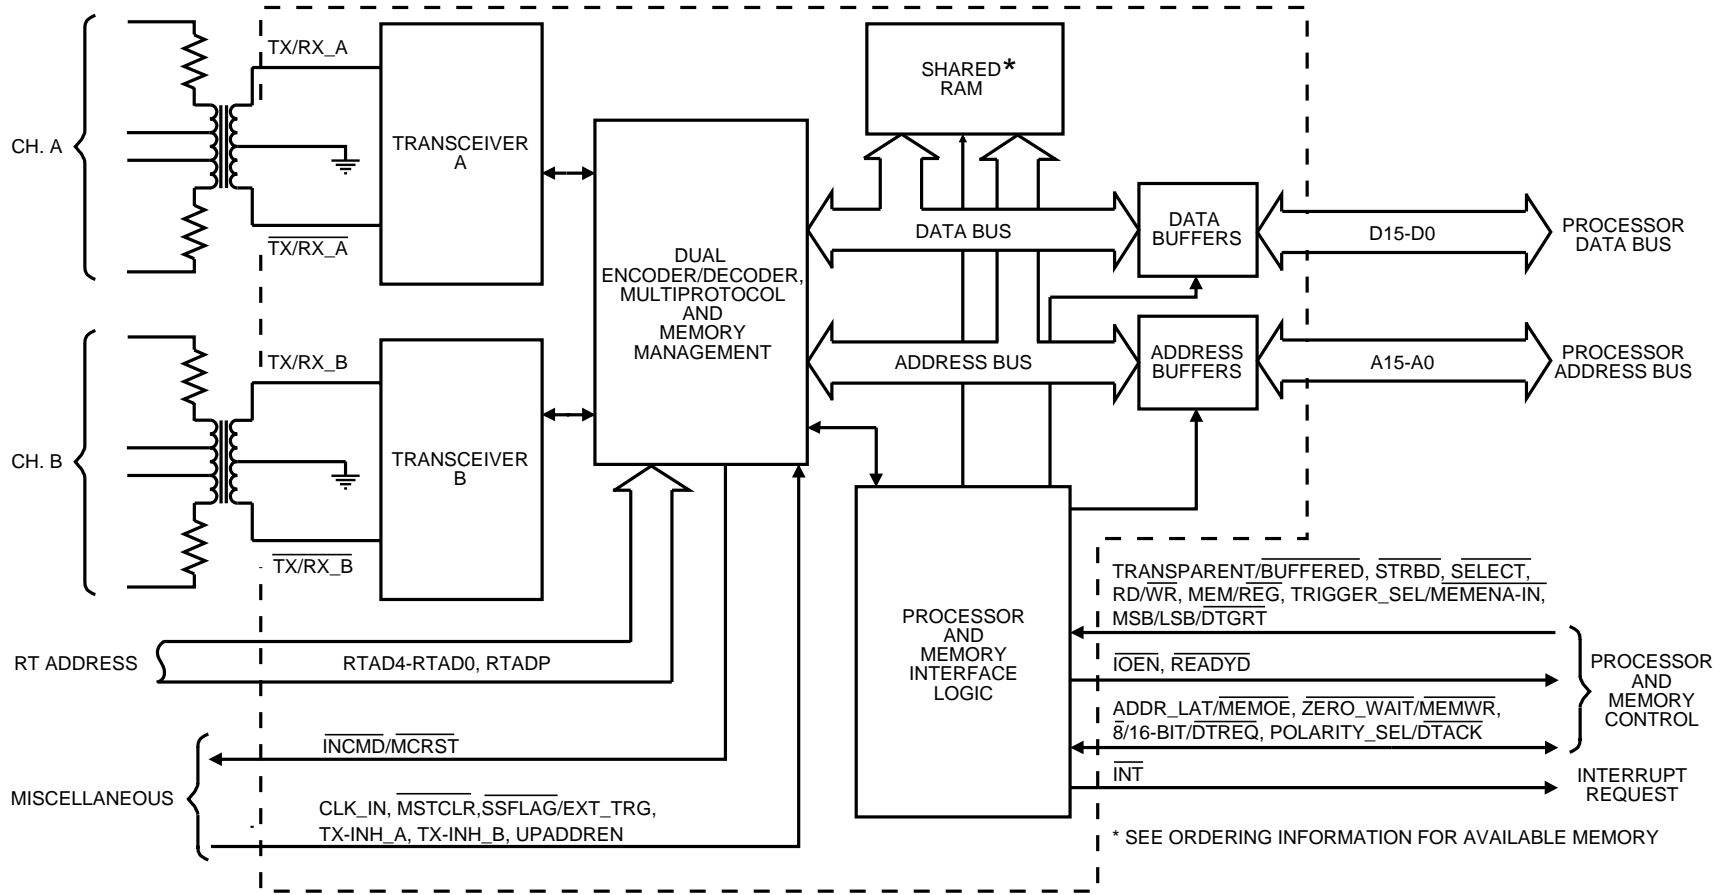 CH. A
TX/RX_A
TX/RX_A
TRANSCEIVER
A
CH. B
TX/RX_B
TX/RX_B
TRANSCEIVER
B
DUAL
ENCODER/DECODER,
MULTIPROTOCOL
AND
MEMORY
MANAGEMENT
SHARED*
RAM
DATA BUS
ADDRESS BUS
DATA
BUFFERS
ADDRESS
BUFFERS
D15-D0
A15-A0
PROCESSOR
DATA BUS
PROCESSOR
ADDRESS BUS
RT ADDRESS
RTAD4-RTAD0, RTADP
MISCELLANEOUS
INCMD/MCRST
CLK_IN, MSTCLR,SSFLAG/EXT_TRG,
TX-INH_A, TX-INH_B, UPADDREN
PROCESSOR
AND
MEMORY
INTERFACE
LOGIC
TRANSPARENT/BUFFERED, STRBD, SELECT,
RD/WR, MEM/REG, TRIGGER_SEL/MEMENA-IN,
MSB/LSB/DTGRT
IOEN, READYD
ADDR_LAT/MEMOE, ZERO_WAIT/MEMWR,
8/16-BIT/DTREQ, POLARITY_SEL/DTACK
INT
PROCESSOR
AND
MEMORY
CONTROL
INTERRUPT
REQUEST
* SEE ORDERING INFORMATION FOR AVAILABLE MEMORY